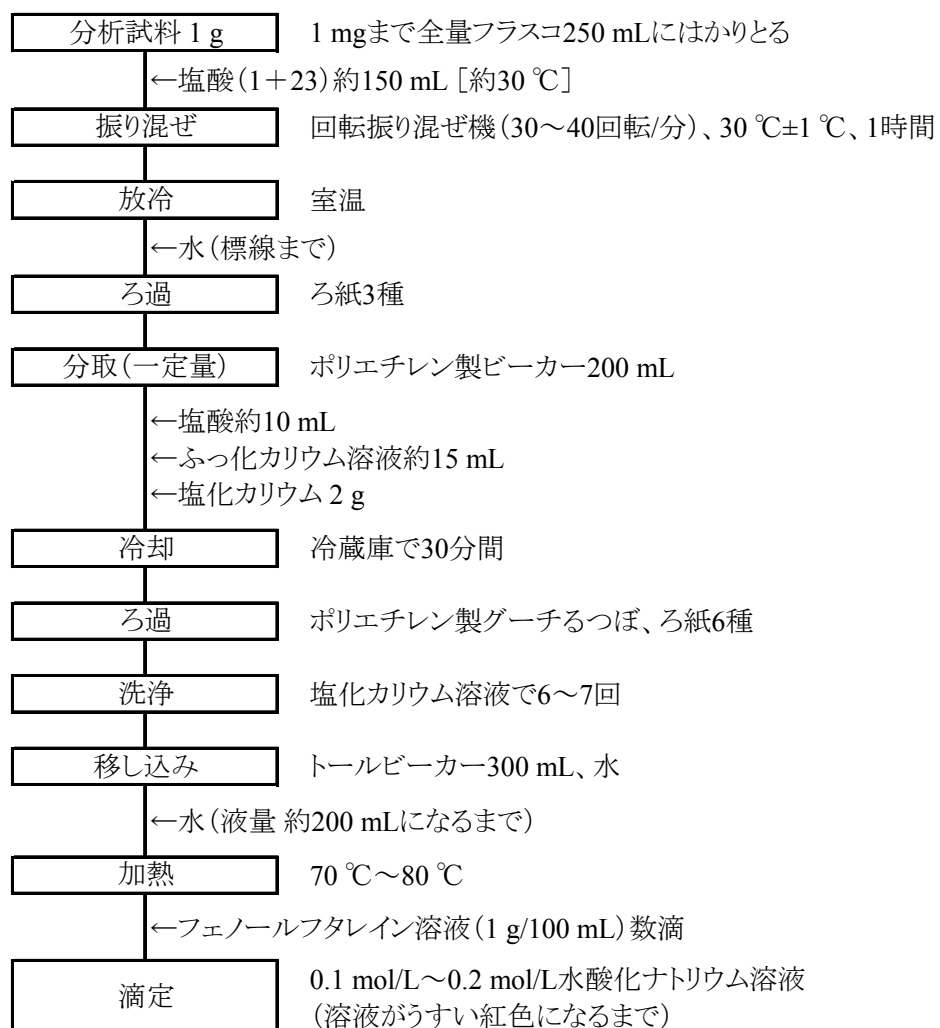 分析試料 1 g 1 mgまで全量フラスコ250 mLにはかりとる
←塩酸(1+23)約150 mL [約30 ℃]
振り混ぜ 回転振り混ぜ機(30~40回転/分)、30 ℃±1 ℃、1時間
放冷 室温
←水(標線まで)
ろ過 ろ紙3種
分取(一定量) ポリエチレン製ビーカー200 mL
←塩酸約10 mL
←ふっ化カリウム溶液約15 mL
←塩化カリウム 2 g
冷却 冷蔵庫で30分間
ろ過 ポリエチレン製グーチるつぼ、ろ紙6種
洗浄 塩化カリウム溶液で6~7回
移し込み トールビーカー300 mL、水
←水(液量 約200 mLになるまで)
加熱 70 ℃~80 ℃
←フェノールフタレイン溶液(1 g/100 mL)数滴
滴定 0.1 mol/L~0.2 mol/L水酸化ナトリウム溶液
(溶液がうすい紅色になるまで)